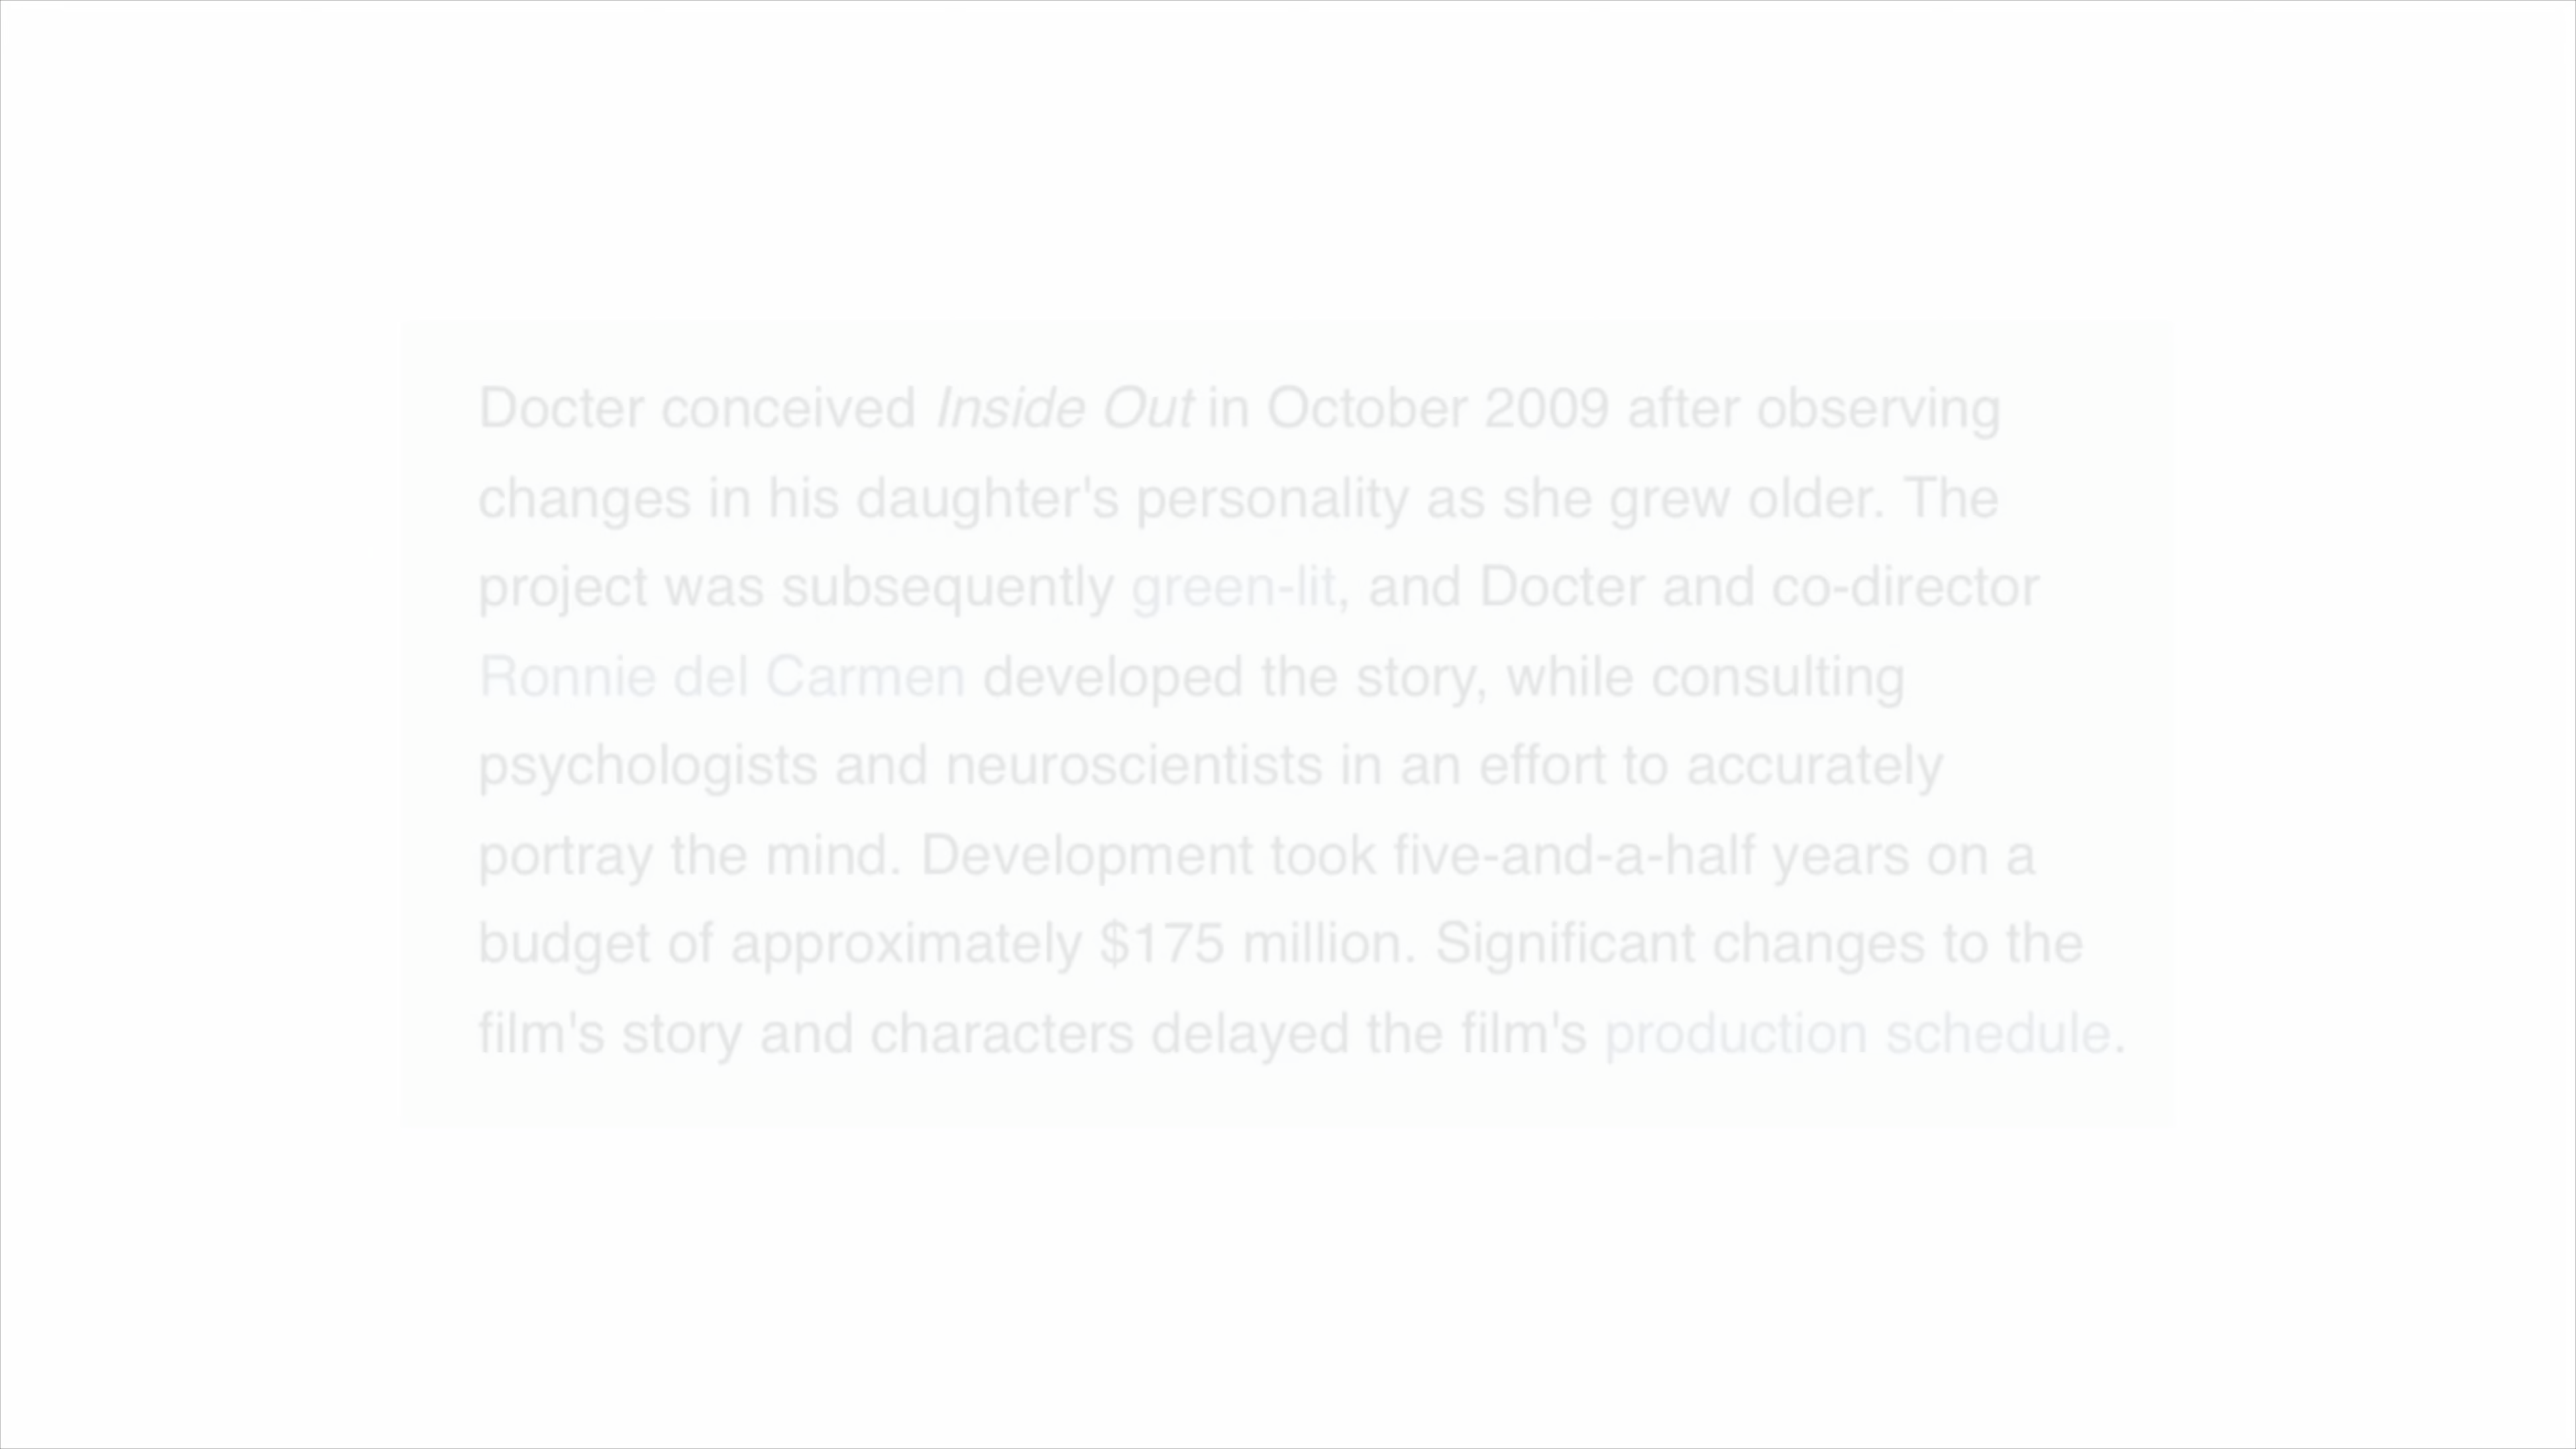 Docter conceived Inside Out in October 2009 after observing
changes in his daughter's personality as she grew older. The
project was subsequently green-lit, and Docter and co-director
Ronnie del Carmen developed the story, while consulting
psychologists and neuroscientists in an effort to accurately
portray the mind. Development took five-and-a-half years on a
budget of approximately $175 million. Significant changes to the
film's story and characters delayed the film's production schedule.